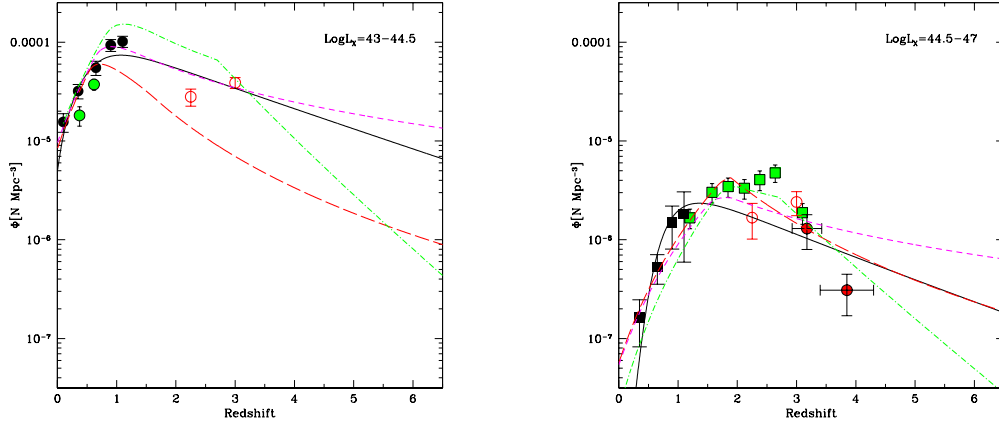 LogLX=43−44.5
0.0001
10−5
10−6
10−7
Φ[N Mpc−3]
0 1 2 3 4 5 6
Redshift
LogLX=44.5−47
0.0001
10−5
10−6
10−7
Φ[N Mpc−3]
0 1 2 3 4 5 6
Redshift